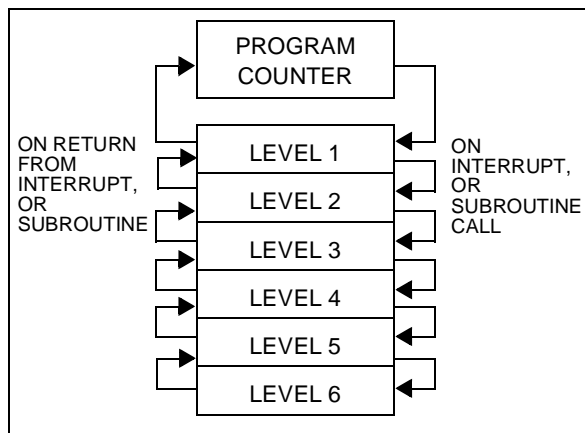 PROGRAM
COUNTER
ON RETURN
FROM
INTERRUPT,
OR
SUBROUTINE
LEVEL 1
LEVEL 2
LEVEL 3
LEVEL 4
LEVEL 5
LEVEL 6
ON
INTERRUPT,
OR
SUBROUTINE
CALL